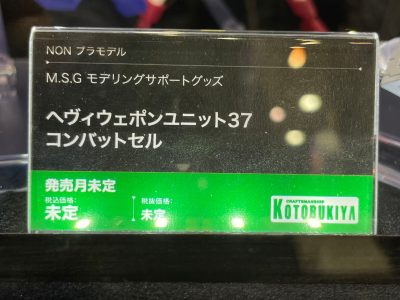 NON プラモデル
M.S.G モデリングサポートグッズ
ヘヴィウェポンユニット37
コンバットセル
発売月未定
税込価格:
未定
税抜価格:
未定
CRAFTSMANSHIP
KOTOBUKIYA